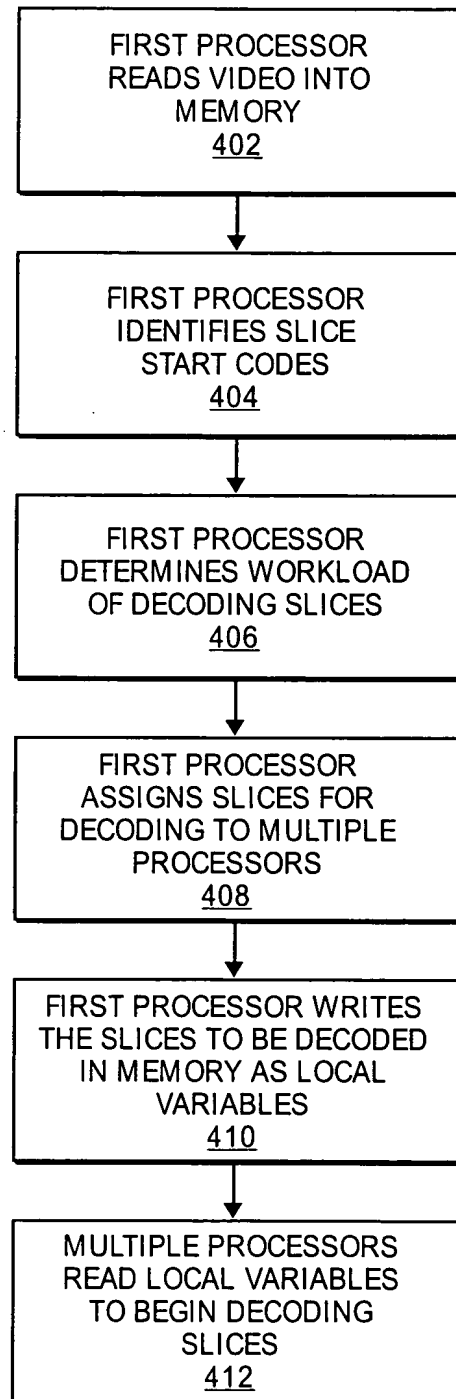 FIRST PROCESSOR
READS VIDEO INTO
MEMORY
402
FIRST PROCESSOR
IDENTIFIES SLICE
START CODES
404
FIRST PROCESSOR
DETERMINES WORKLOAD
OF DECODING SLICES
406
FIRST PROCESSOR
ASSIGNS SLICES FOR
DECODING TO MULTIPLE
PROCESSORS
408
FIRST PROCESSOR WRITES
THE SLICES TO BE DECODED
IN MEMORY AS LOCAL
VARIABLES
410
MULTIPLE PROCESSORS
READ LOCAL VARIABLES
TO BEGIN DECODING
SLICES
412